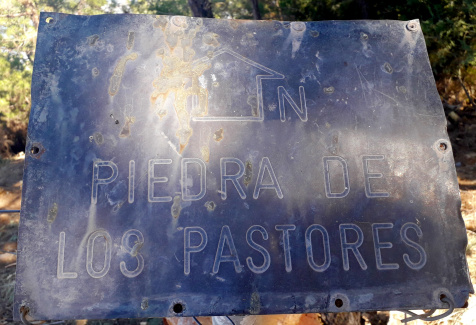 N
PIEDRA DE
LOS PASTORES